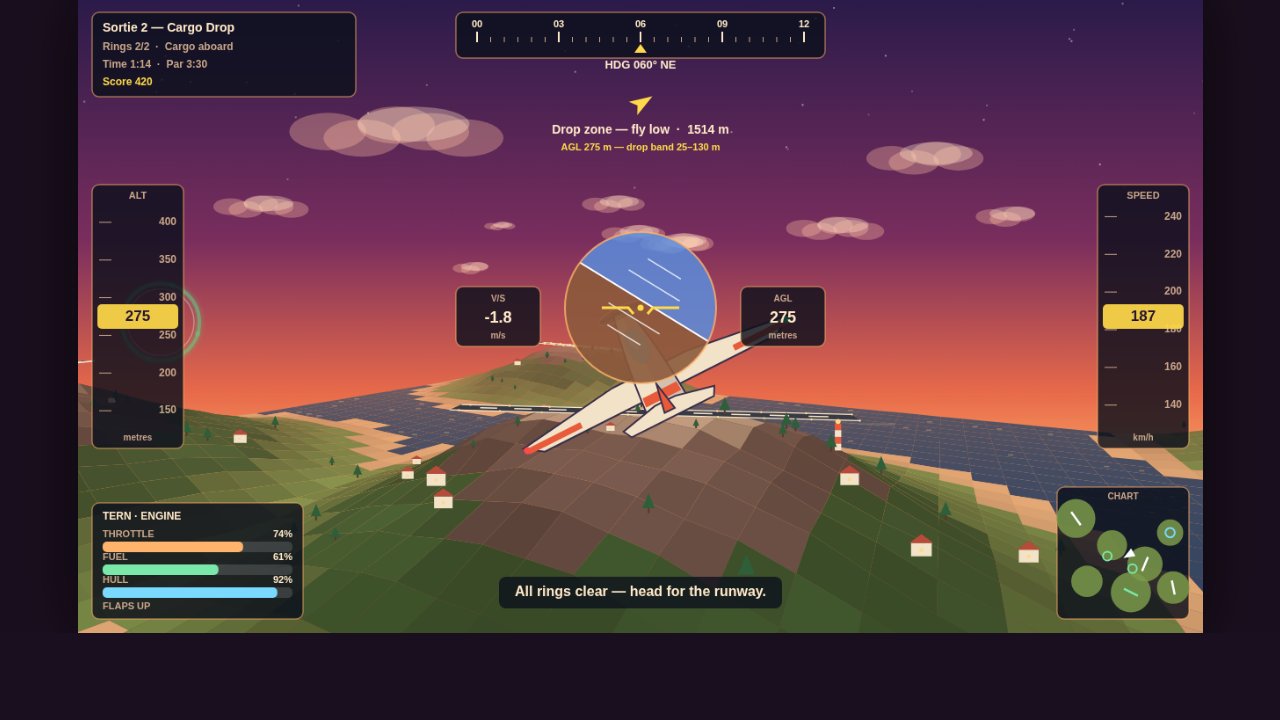 Sortie 2 — Cargo Drop
Rings 2/2 · Cargo aboard
Time 1:14 · Par 3:30
Score 420
00 03 06 09 12
HDG 060° NE
Drop zone — fly low · 1514 m
AGL 275 m — drop band 25–130 m
ALT
400
350
300
275
250
200
150
metres
V/S
-1.8
m/s
AGL
275
metres
SPEED
240
220
200
187
180
160
140
km/h
TERN · ENGINE
THROTTLE 74%
FUEL 61%
HULL 92%
FLAPS UP
All rings clear — head for the runway.
CHART